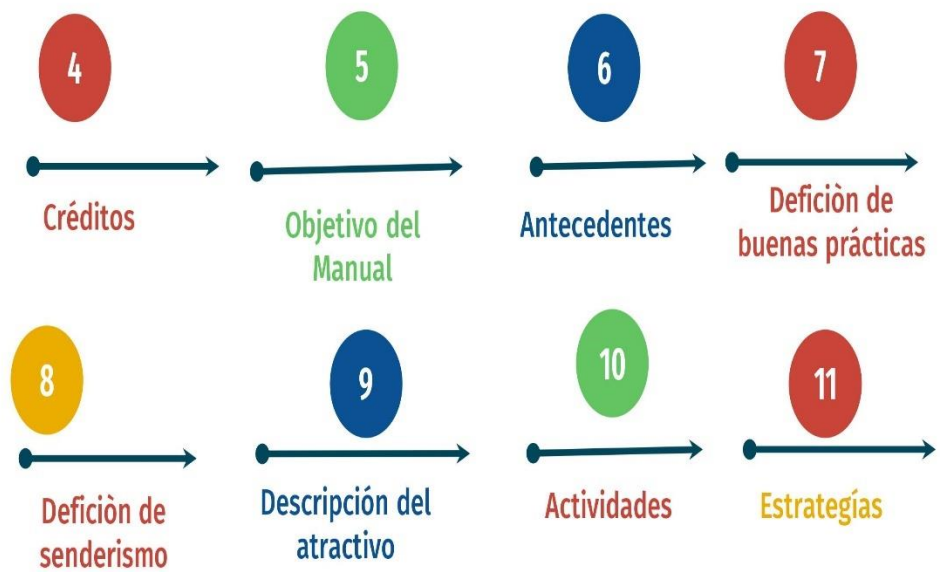 4
Créditos
5
Objetivo del
Manual
6
Antecedentes
7
Deficiòn de
buenas prácticas
8
Deficiòn de
senderismo
9
Descripción del
atractivo
10
Actividades
11
Estrategías